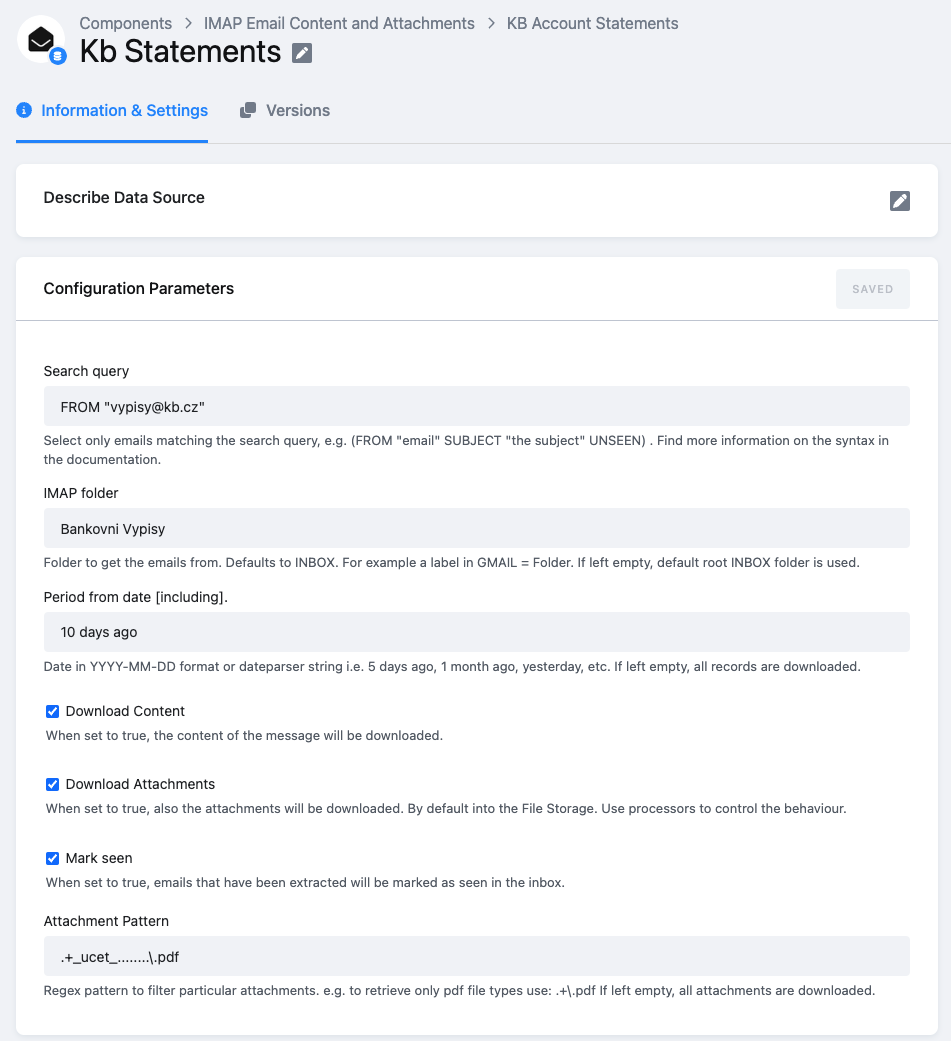 Components > IMAP Email Content and Attachments > KB Account Statements
Kb Statements
Information & Settings
Versions
Describe Data Source
Configuration Parameters
SAVED
Search query
FROM "vypisy@kb.cz"
Select only emails matching the search query, e.g. (FROM "email" SUBJECT "the subject" UNSEEN) . Find more information on the syntax in
the documentation.
IMAP folder
Bankovni Vypisy
Folder to get the emails from. Defaults to INBOX. For example a label in GMAIL = Folder. If left empty, default root INBOX folder is used.
Period from date [including].
10 days ago
Date in YYYY-MM-DD format or dateparser string i.e. 5 days ago, 1 month ago, yesterday, etc. If left empty, all records are downloaded.
Download Content
When set to true, the content of the message will be downloaded.
Download Attachments
When set to true, also the attachments will be downloaded. By default into the File Storage. Use processors to control the behaviour.
Mark seen
When set to true, emails that have been extracted will be marked as seen in the inbox.
Attachment Pattern
.+_ucet_........\.pdf
Regex pattern to filter particular attachments. e.g. to retrieve only pdf file types use: .+\.pdf If left empty, all attachments are downloaded.